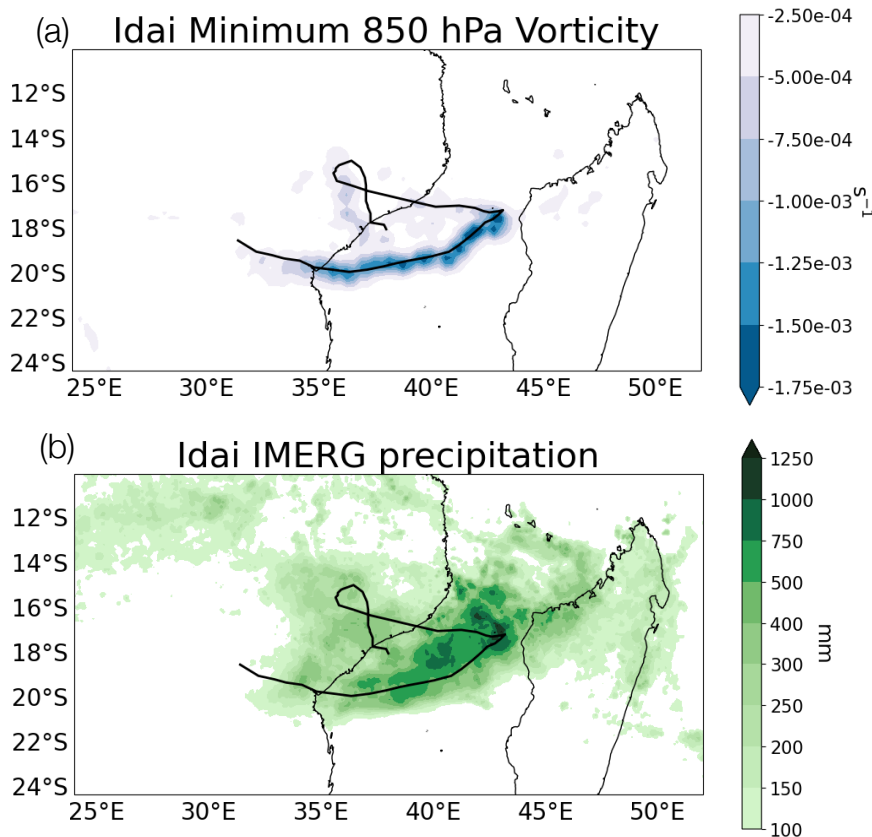 (a) Idai Minimum 850 hPa Vorticity
12°S
14°S
16°S
18°S
20°S
22°S
24°S
25°E 30°E 35°E 40°E 45°E 50°E
-2.50e-04
-5.00e-04
-7.50e-04
-1.00e-03
-1.25e-03
-1.50e-03
-1.75e-03
s⁻¹
(b) Idai IMERG precipitation
12°S
14°S
16°S
18°S
20°S
22°S
24°S
25°E 30°E 35°E 40°E 45°E 50°E
1250
1000
750
500
400
300
200
150
100
mm